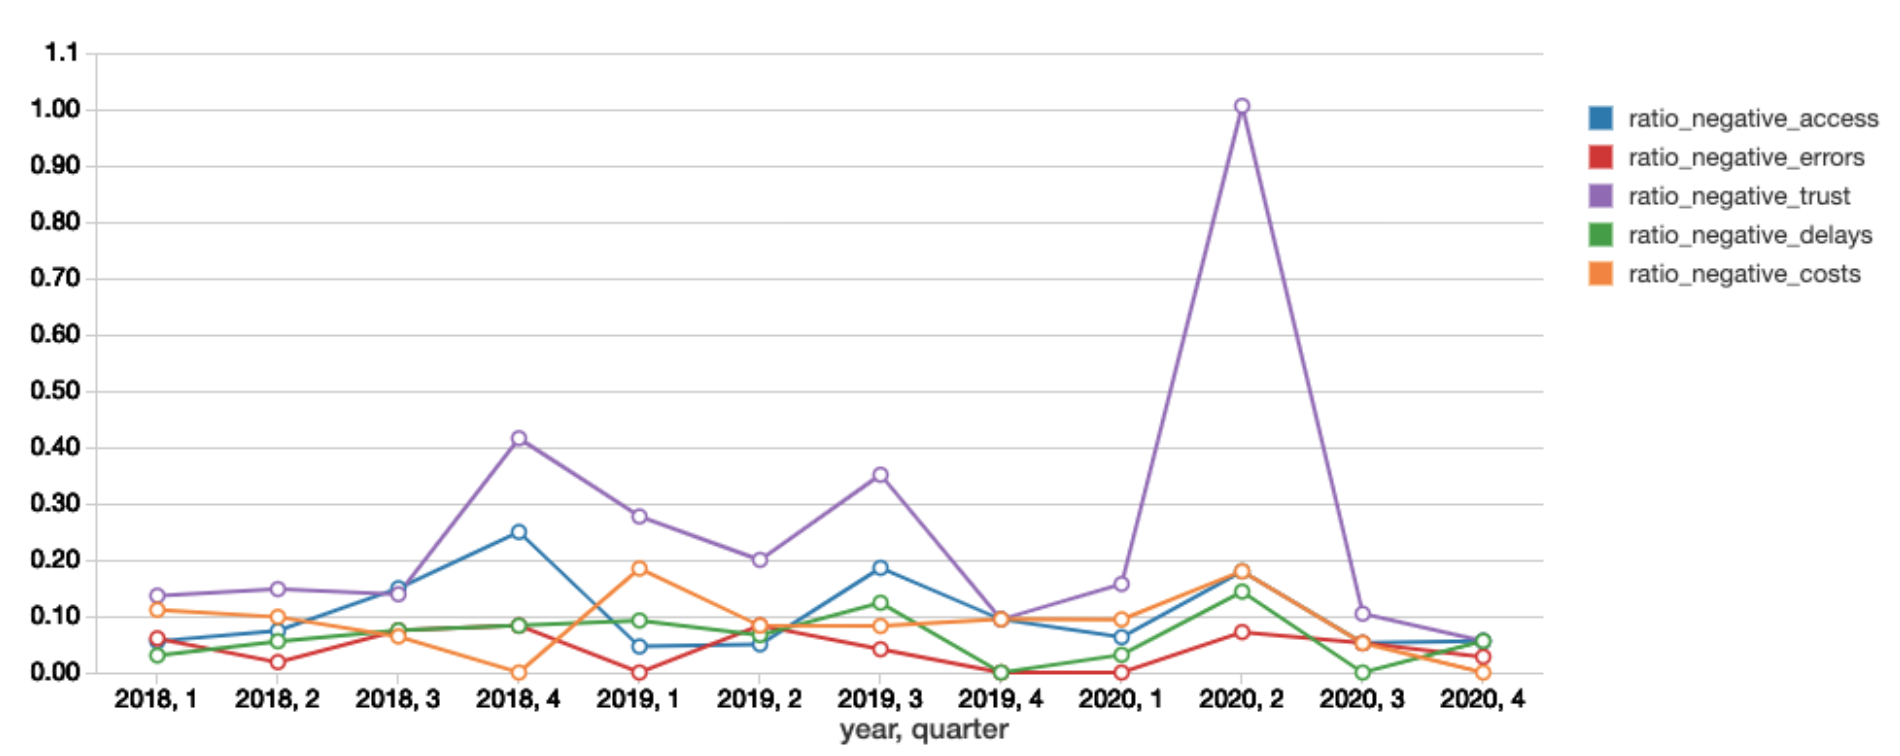 1.1
1.00
0.90
0.80
0.70
0.60
0.50
0.40
0.30
0.20
0.10
0.00
2018, 1 2018, 2 2018, 3 2018, 4 2019, 1 2019, 2 2019, 3 2019, 4 2020, 1 2020, 2 2020, 3 2020, 4
year, quarter
ratio_negative_access
ratio_negative_errors
ratio_negative_trust
ratio_negative_delays
ratio_negative_costs